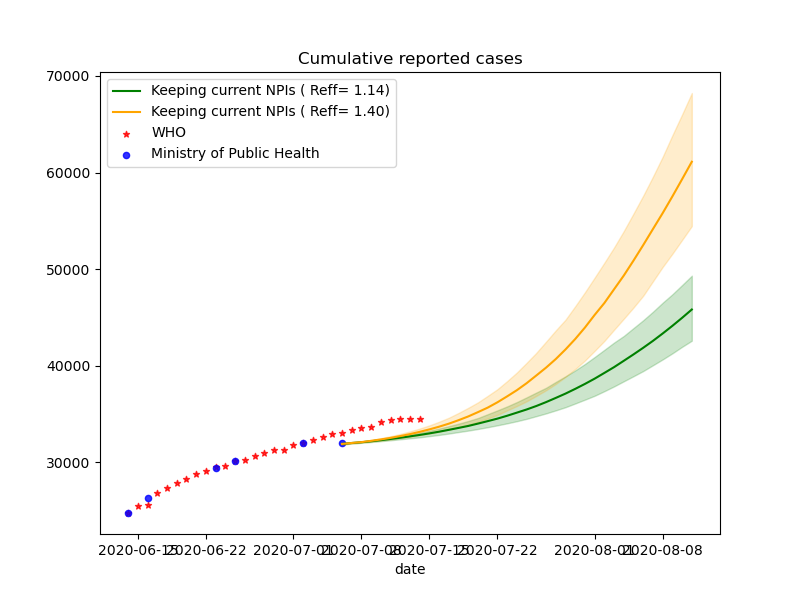 Cumulative reported cases
70000
60000
50000
40000
30000
Keeping current NPIs ( Reff= 1.14)
Keeping current NPIs ( Reff= 1.40)
WHO
Ministry of Public Health
2020-06-15 2020-06-22 2020-07-01 2020-07-08 2020-07-15 2020-07-22 2020-08-01 2020-08-08
date